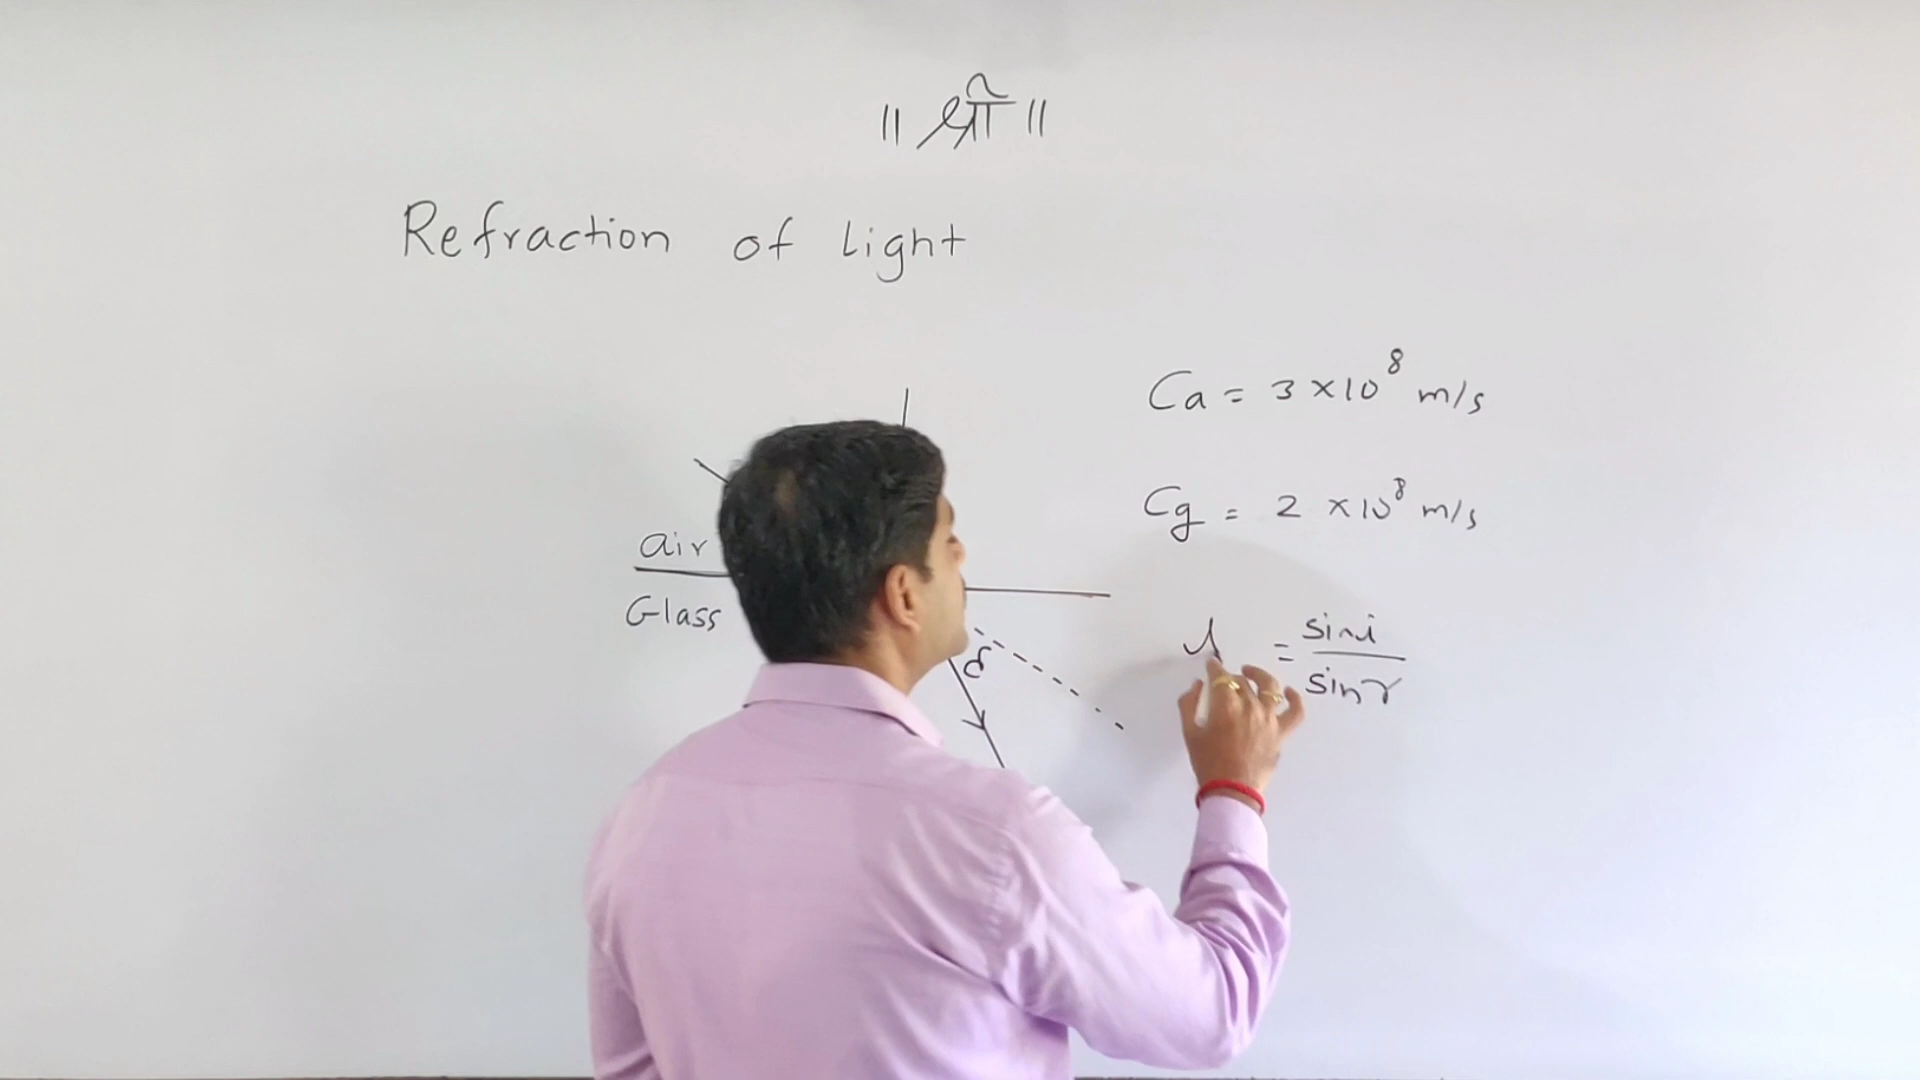 ॥ श्री ॥
Refraction of light
Ca = 3 × 10⁸ m/s
Cg = 2 × 10⁸ m/s
air
Glass
δ
μ = sin i / sin r